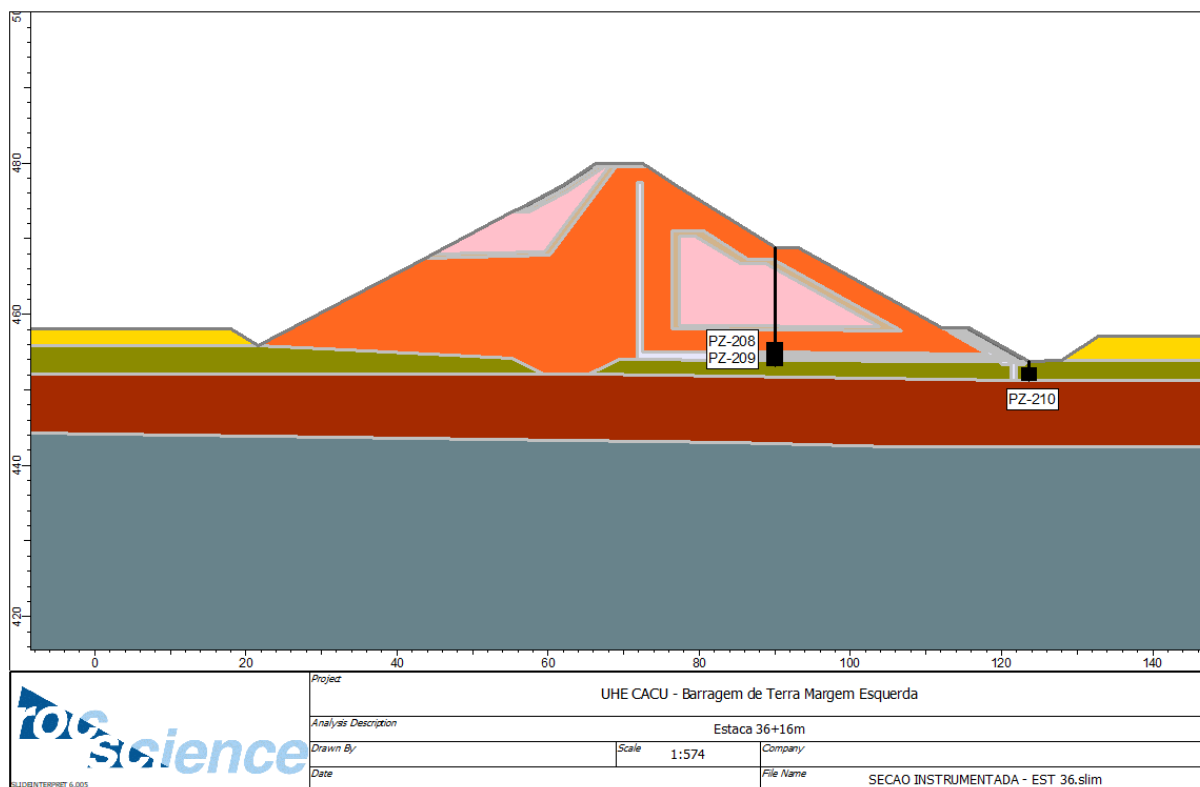 50
480
460
440
420
PZ-208
PZ-209
PZ-210
0 20 40 60 80 100 120 140
rocscience
SLIDEINTERPRET 6.005
Project
UHE CACU - Barragem de Terra Margem Esquerda
Analysis Description
Estaca 36+16m
Drawn By
Scale
1:574
Company
Date
File Name
SECAO INSTRUMENTADA - EST 36.slim